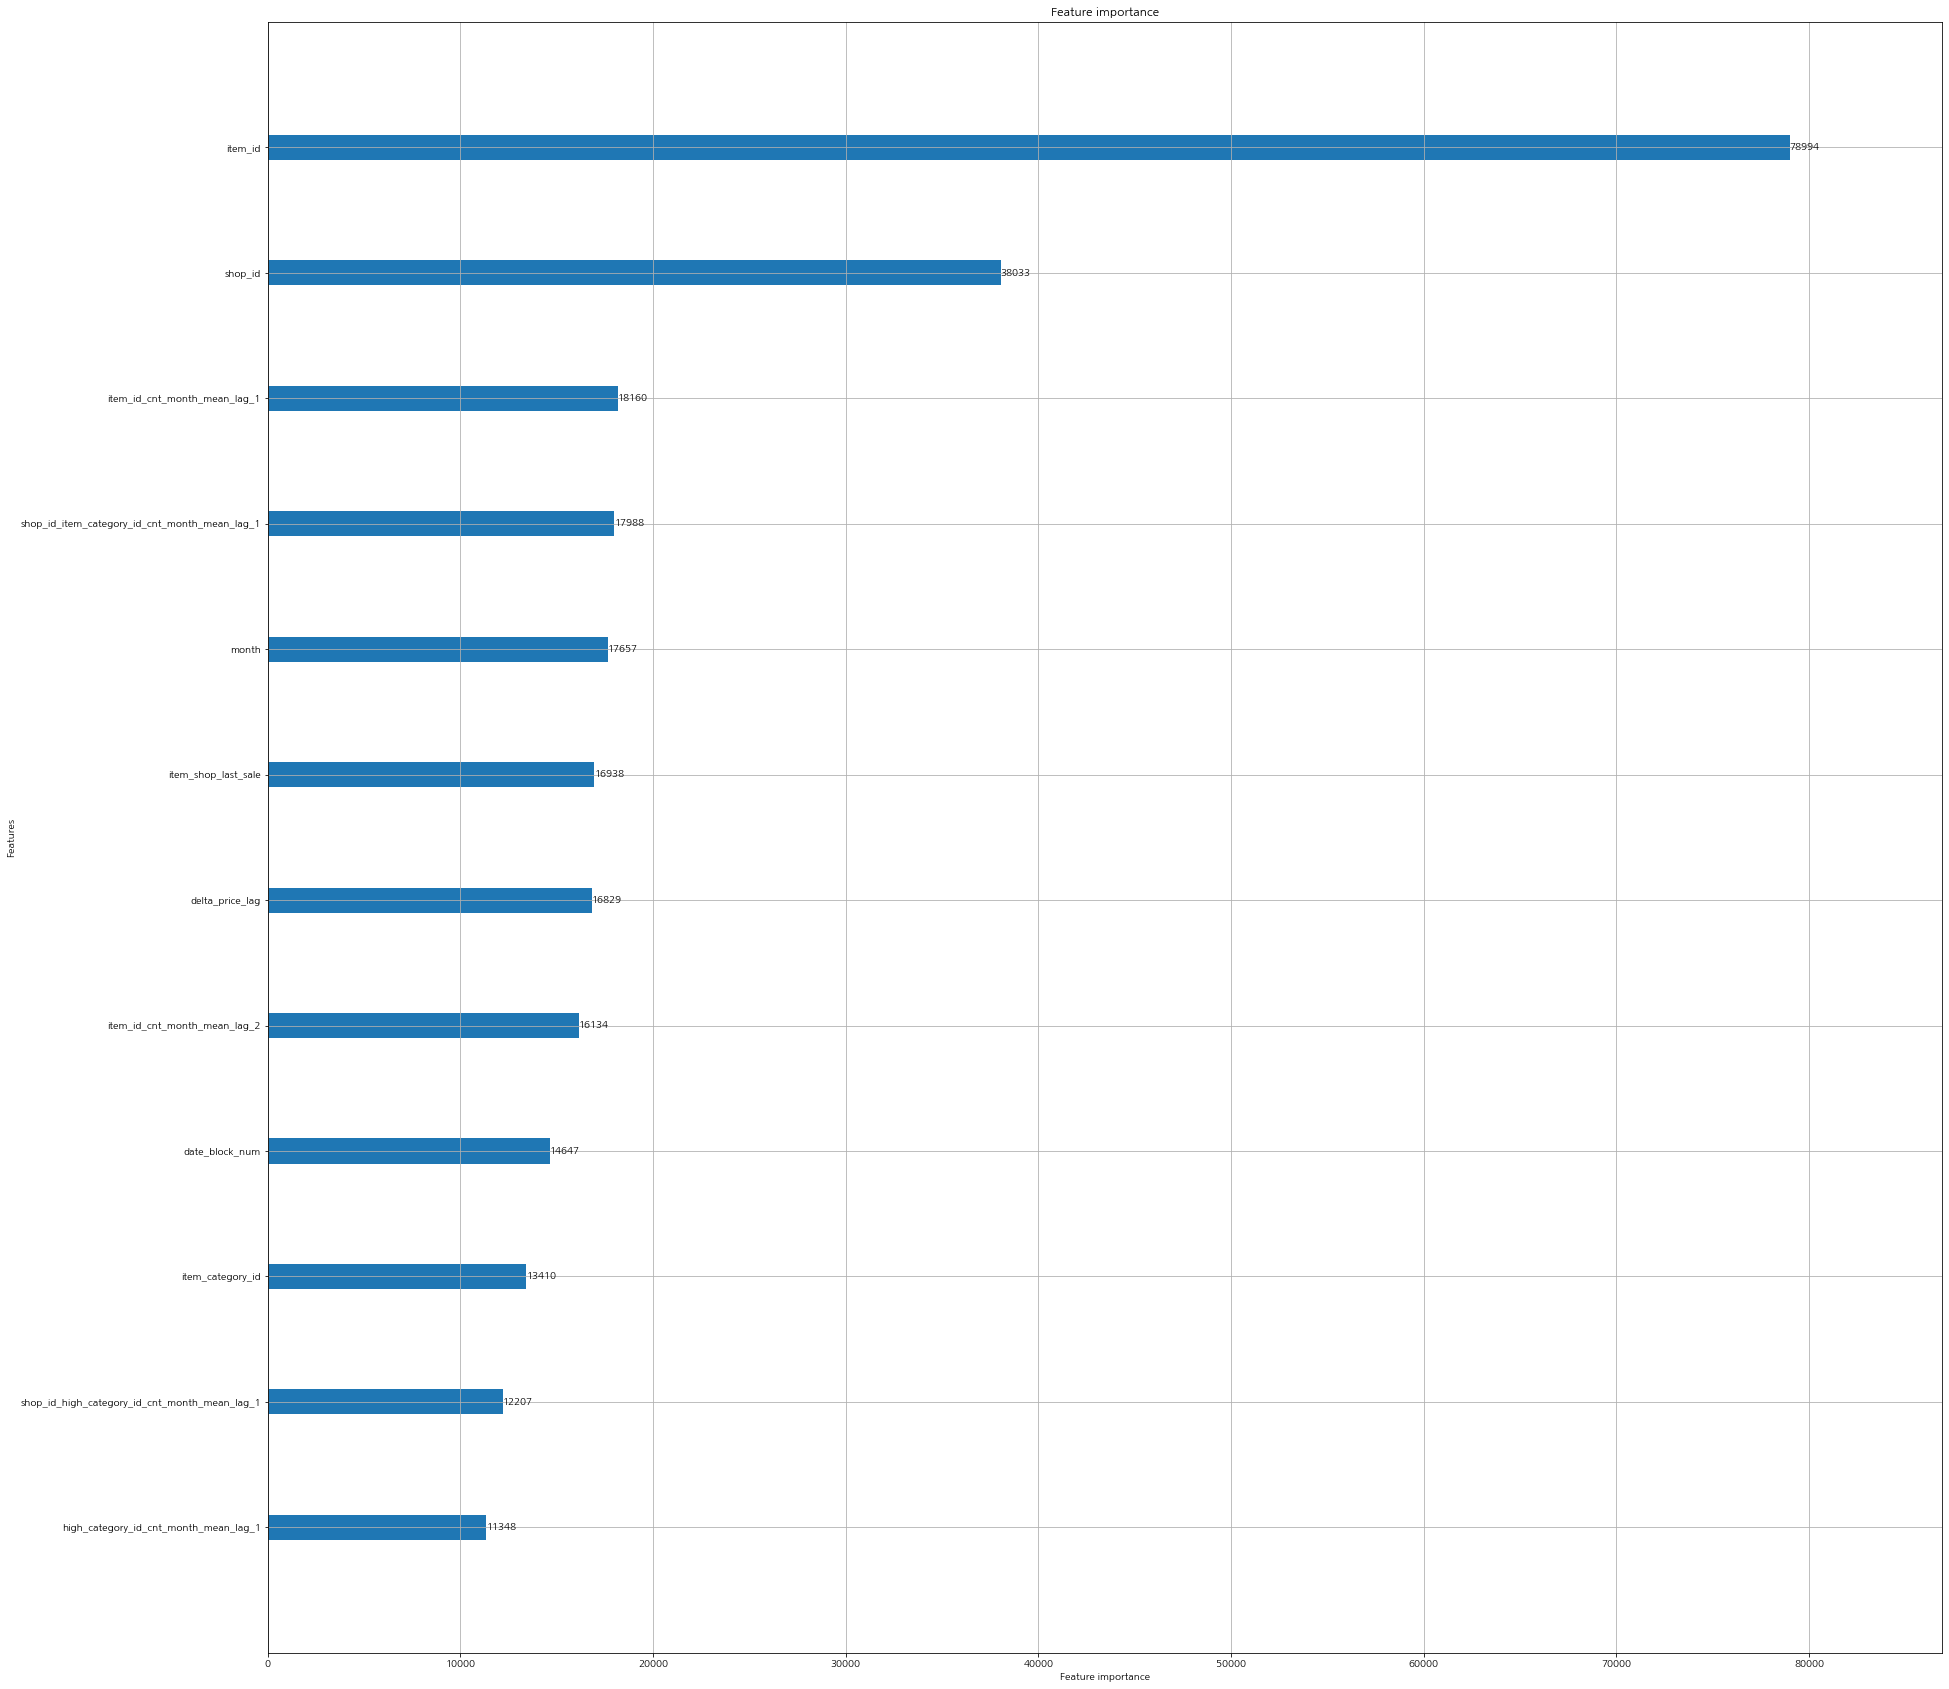 Feature importance
item_id
78994
shop_id
38033
item_id_cnt_month_mean_lag_1
18160
shop_id_item_category_id_cnt_month_mean_lag_1
17988
month
17657
item_shop_last_sale
16938
delta_price_lag
16829
Features
item_id_cnt_month_mean_lag_2
16134
date_block_num
14647
item_category_id
13410
shop_id_high_category_id_cnt_month_mean_lag_1
12207
high_category_id_cnt_month_mean_lag_1
11348
0 10000 20000 30000 40000 50000 60000 70000 80000
Feature importance